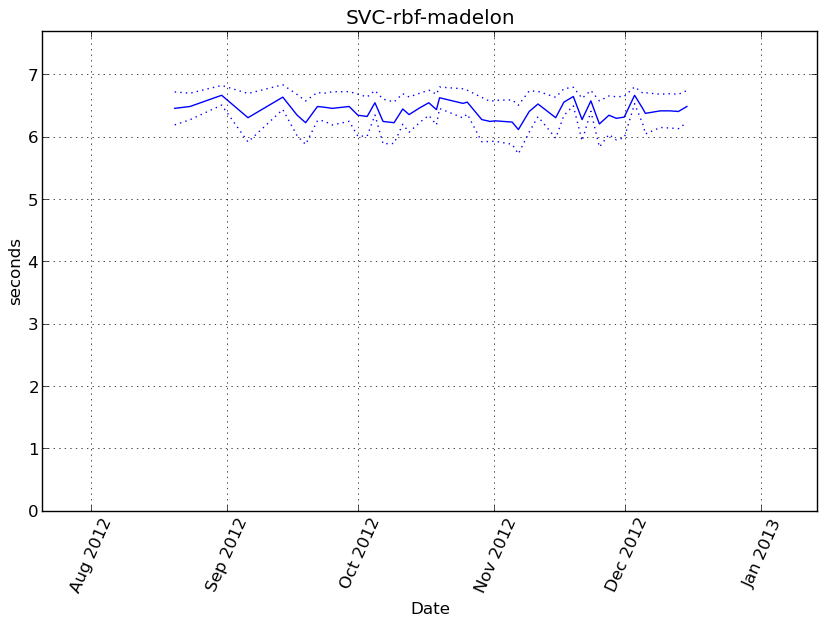 SVC-rbf-madelon
7
6
5
4
3
2
1
0
seconds
Aug 2012
Sep 2012
Oct 2012
Nov 2012
Dec 2012
Jan 2013
Date